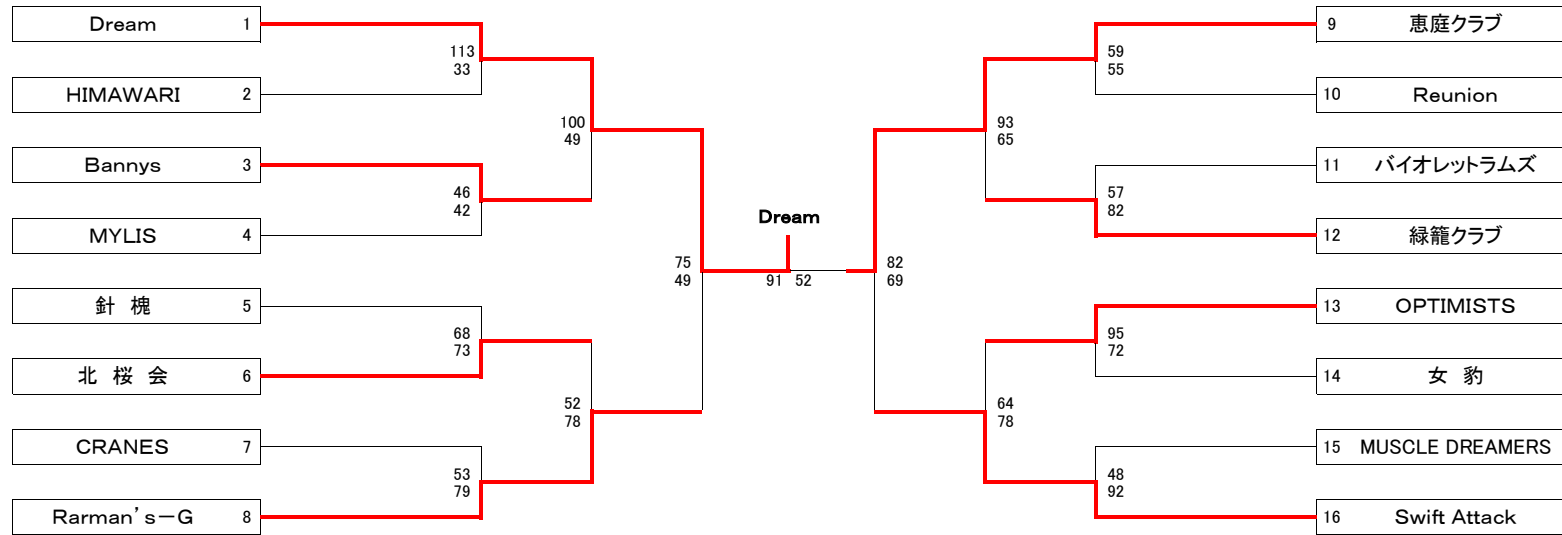 Dream 1
113
33
HIMAWARI 2
100
49
Bannys 3
46
42
MYLIS 4
75
49
針 槐 5
68
73
北 桜 会 6
52
78
CRANES 7
53
79
Rarman's－G 8
Dream
91 52
9 恵庭クラブ
59
55
10 Reunion
93
65
11 バイオレットラムズ
57
82
12 緑籠クラブ
82
69
13 OPTIMISTS
95
72
14 女 豹
64
78
15 MUSCLE DREAMERS
48
92
16 Swift Attack